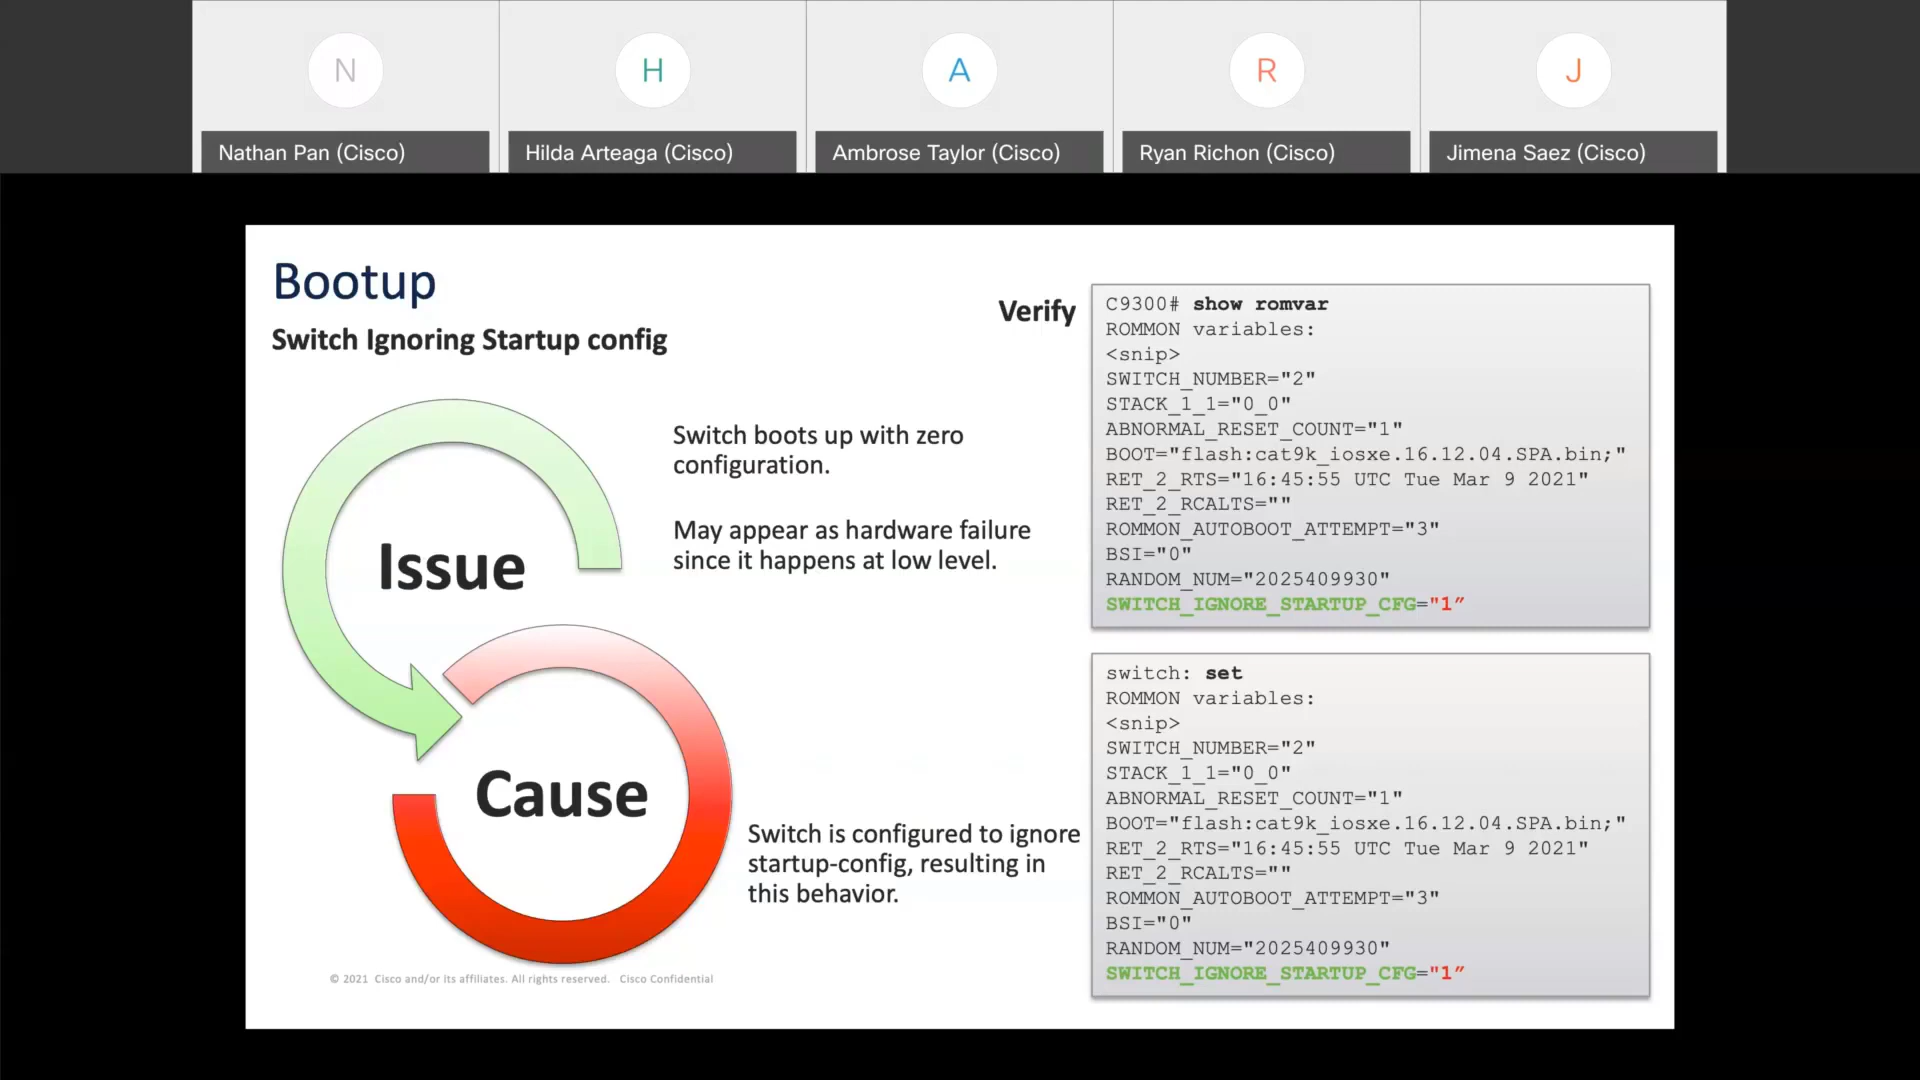 N
H
A
R
J
Nathan Pan (Cisco)
Hilda Arteaga (Cisco)
Ambrose Taylor (Cisco)
Ryan Richon (Cisco)
Jimena Saez (Cisco)
Bootup
Switch Ignoring Startup config
Issue
Switch boots up with zero
configuration.
May appear as hardware failure
since it happens at low level.
Cause
Switch is configured to ignore
startup-config, resulting in
this behavior.
Verify
C9300# show romvar
ROMMON variables:
<snip>
SWITCH_NUMBER="2"
STACK_1_1="0_0"
ABNORMAL_RESET_COUNT="1"
BOOT="flash:cat9k_iosxe.16.12.04.SPA.bin;"
RET_2_RTS="16:45:55 UTC Tue Mar 9 2021"
RET_2_RCALTS=""
ROMMON_AUTOBOOT_ATTEMPT="3"
BSI="0"
RANDOM_NUM="2025409930"
SWITCH_IGNORE_STARTUP_CFG="1”
switch: set
ROMMON variables:
<snip>
SWITCH_NUMBER="2"
STACK_1_1="0_0"
ABNORMAL_RESET_COUNT="1"
BOOT="flash:cat9k_iosxe.16.12.04.SPA.bin;"
RET_2_RTS="16:45:55 UTC Tue Mar 9 2021"
RET_2_RCALTS=""
ROMMON_AUTOBOOT_ATTEMPT="3"
BSI="0"
RANDOM_NUM="2025409930"
SWITCH_IGNORE_STARTUP_CFG="1”
© 2021 Cisco and/or its affiliates. All rights reserved. Cisco Confidential